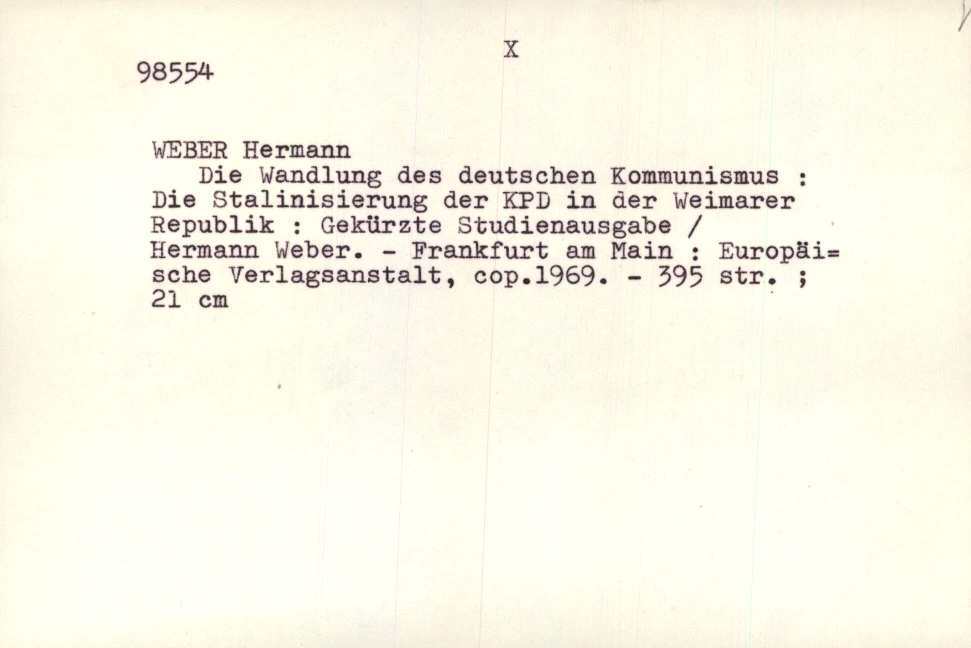 X
98554
WEBER Hermann
Die Wandlung des deutschen Kommunismus :
Die Stalinisierung der KPD in der Weimarer
Republik : Gekürzte Studienausgabe /
Hermann Weber. - Frankfurt am Main : Europäi=
sche Verlagsanstalt, cop.1969. - 395 str. ;
21 cm